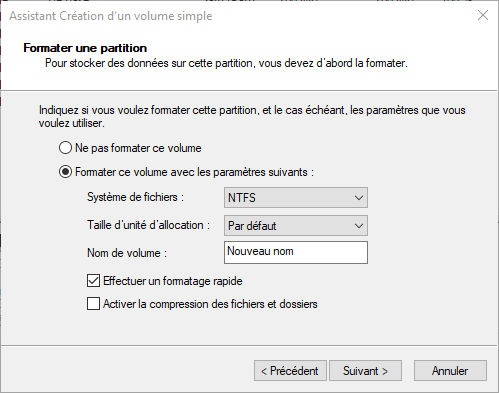 Assistant Création d'un volume simple
Formater une partition
Pour stocker des données sur cette partition, vous devez d'abord la formater.
Indiquez si vous voulez formater cette partition, et le cas échéant, les paramètres que vous
voulez utiliser.
Ne pas formater ce volume
Formater ce volume avec les paramètres suivants :
Système de fichiers : NTFS
Taille d'unité d'allocation : Par défaut
Nom de volume : Nouveau nom
Effectuer un formatage rapide
Activer la compression des fichiers et dossiers
< Précédent Suivant > Annuler